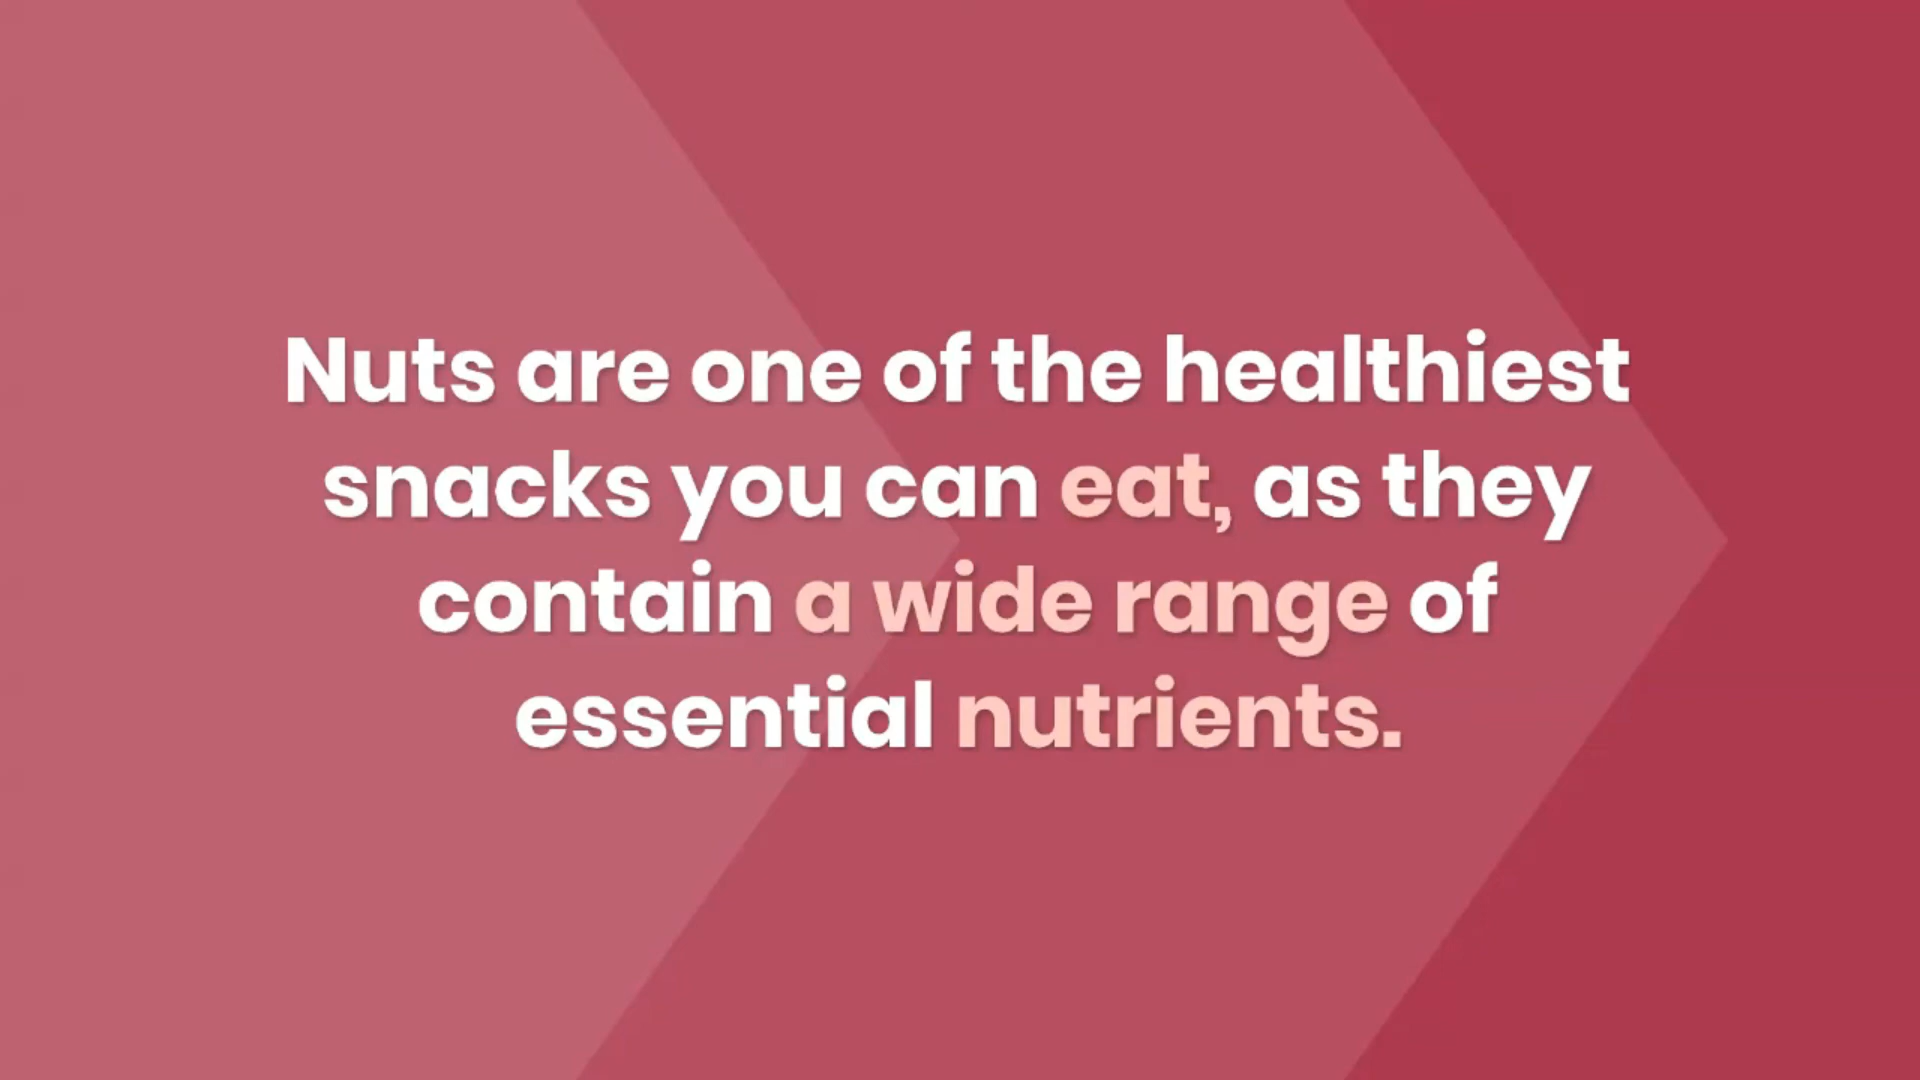 Nuts are one of the healthiest
snacks you can eat, as they
contain a wide range of
essential nutrients.